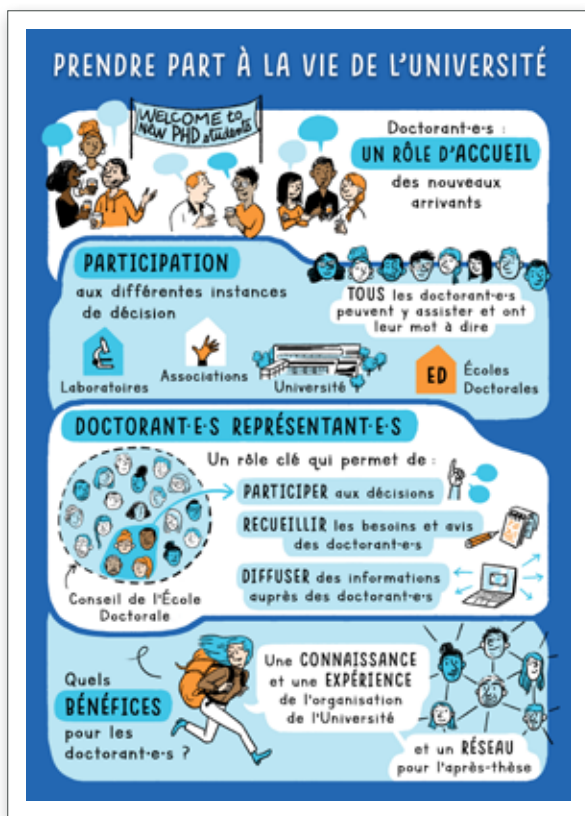 PRENDRE PART À LA VIE DE L'UNIVERSITÉ
WELCOME to
NEW PHD students
Doctorant·e·s :
UN RÔLE D'ACCUEIL
des nouveaux
arrivants
PARTICIPATION
aux différentes instances
de décision
TOUS les doctorant·e·s
peuvent y assister et ont
leur mot à dire
Laboratoires
Associations
Université
ED
Écoles
Doctorales
DOCTORANT·E·S REPRÉSENTANT·E·S
Un rôle clé qui permet de :
PARTICIPER aux décisions
RECUEILLIR les besoins et avis
des doctorant·e·s
DIFFUSER des informations
auprès des doctorant·e·s
Conseil de l'École
Doctorale
Quels
BÉNÉFICES
pour les
doctorant·e·s ?
Une CONNAISSANCE
et une EXPÉRIENCE
de l'organisation
de l'Université
et un RÉSEAU
pour l'après-thèse